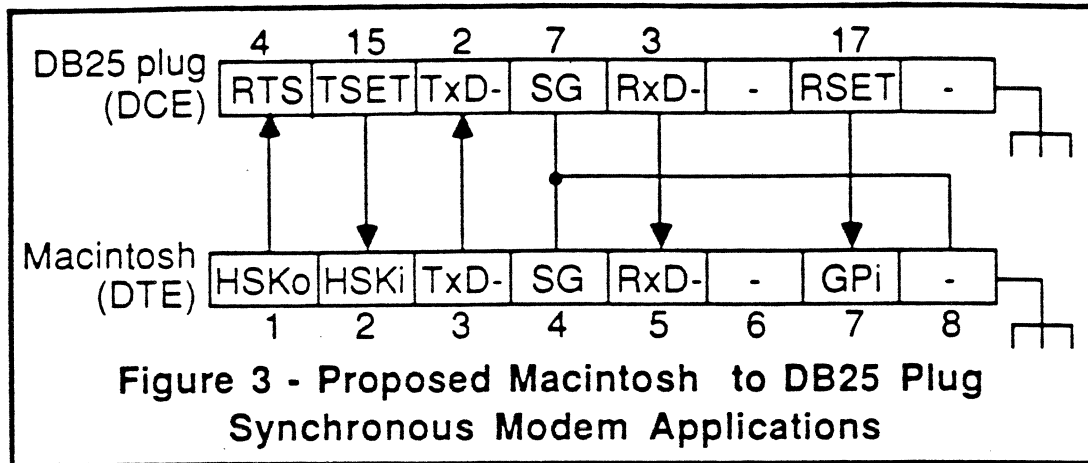 4 15 2 7 3 17
DB25 plug
(DCE)
RTS TSET TxD- SG RxD- - RSET -
Macintosh
(DTE)
HSKo HSKi TxD- SG RxD- - GPi -
1 2 3 4 5 6 7 8
Figure 3 - Proposed Macintosh to DB25 Plug
Synchronous Modem Applications